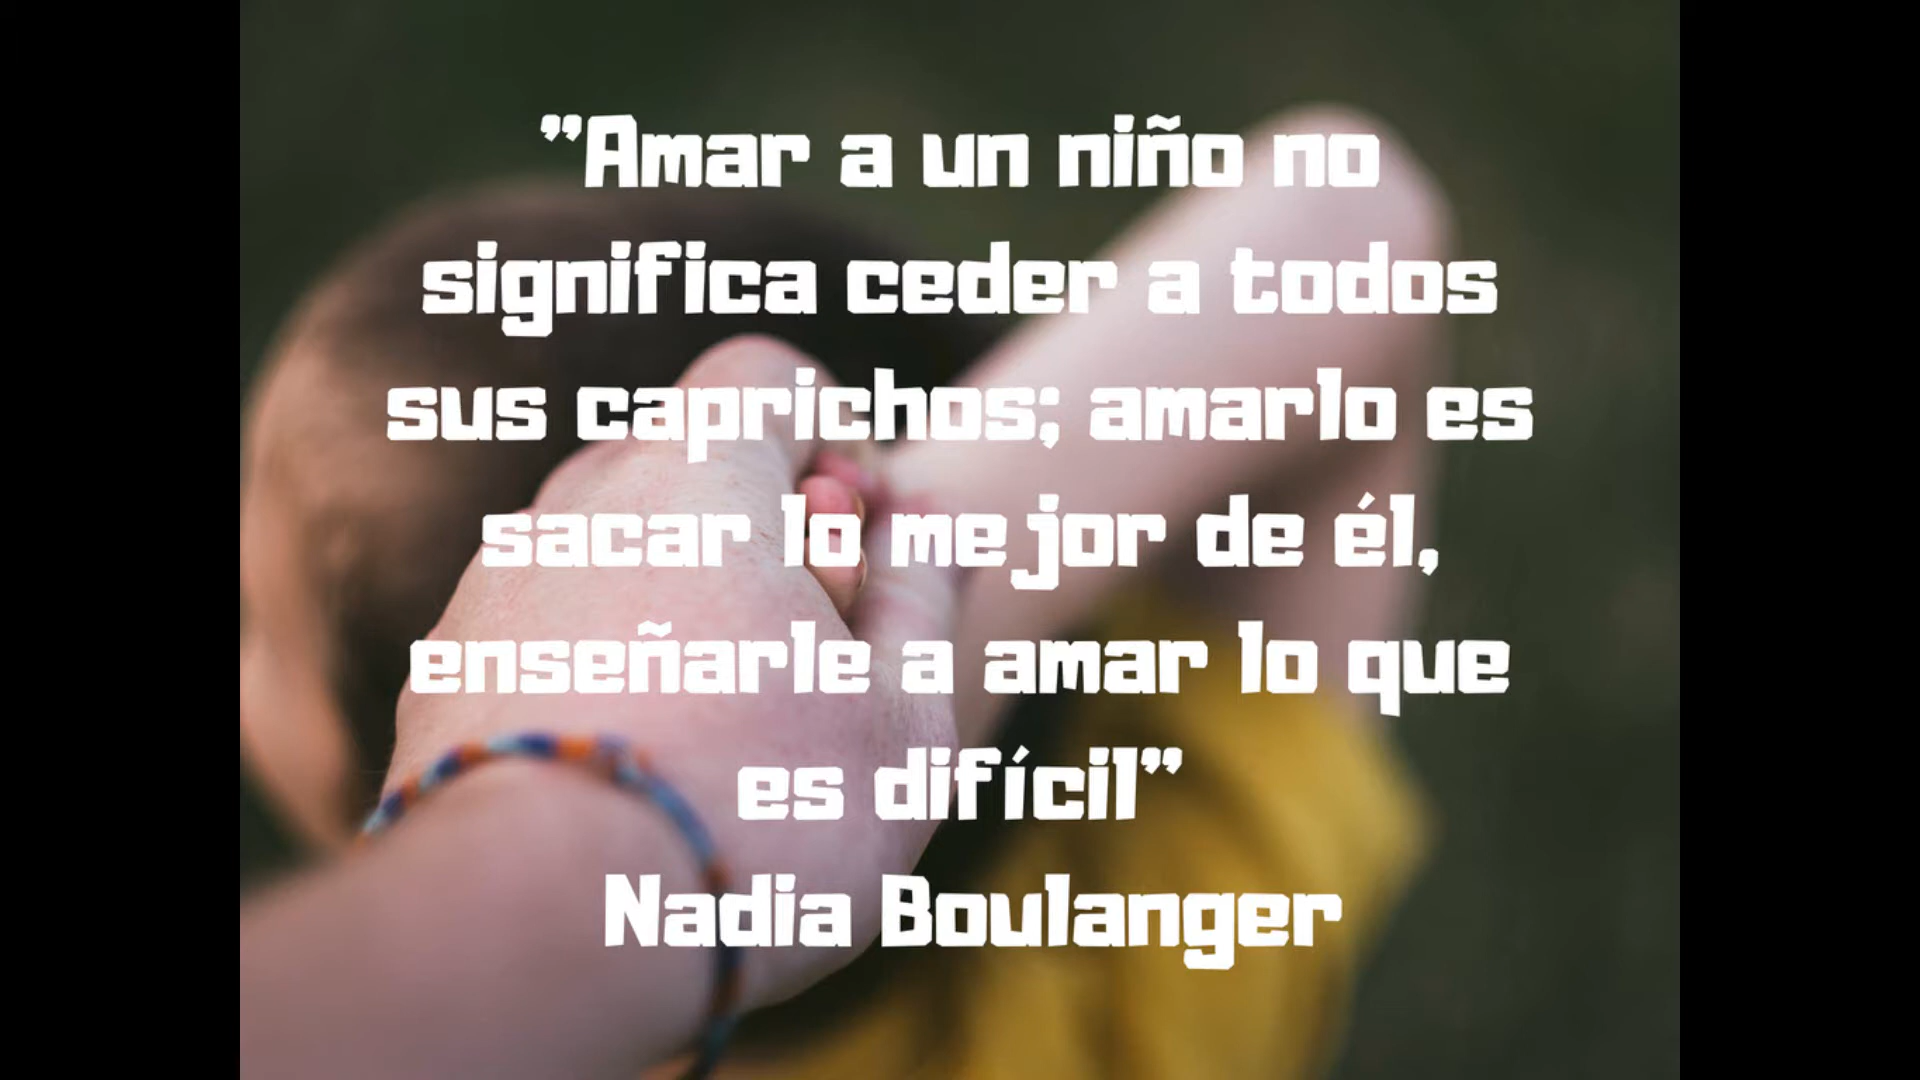 "Amar a un niño no
significa ceder a todos
sus caprichos; amarlo es
sacar lo mejor de él,
enseñarle a amar lo que
es difícil"
Nadia Boulanger